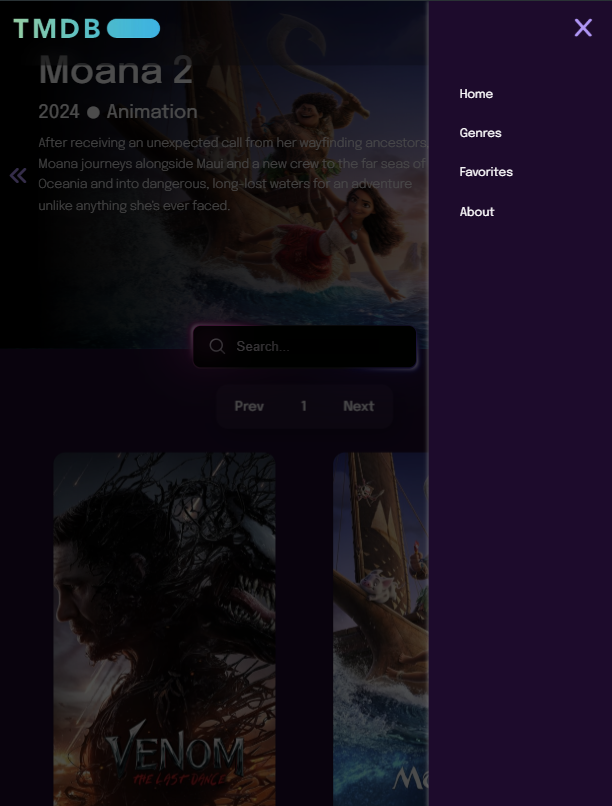 TMDB
Moana 2
2024 ● Animation
After receiving an unexpected call from her wayfinding ancestors,
Moana journeys alongside Maui and a new crew to the far seas of
Oceania and into dangerous, long-lost waters for an adventure
unlike anything she's ever faced.
Home
Genres
Favorites
About
Search...
Prev 1 Next
VENOM
THE LAST DANCE